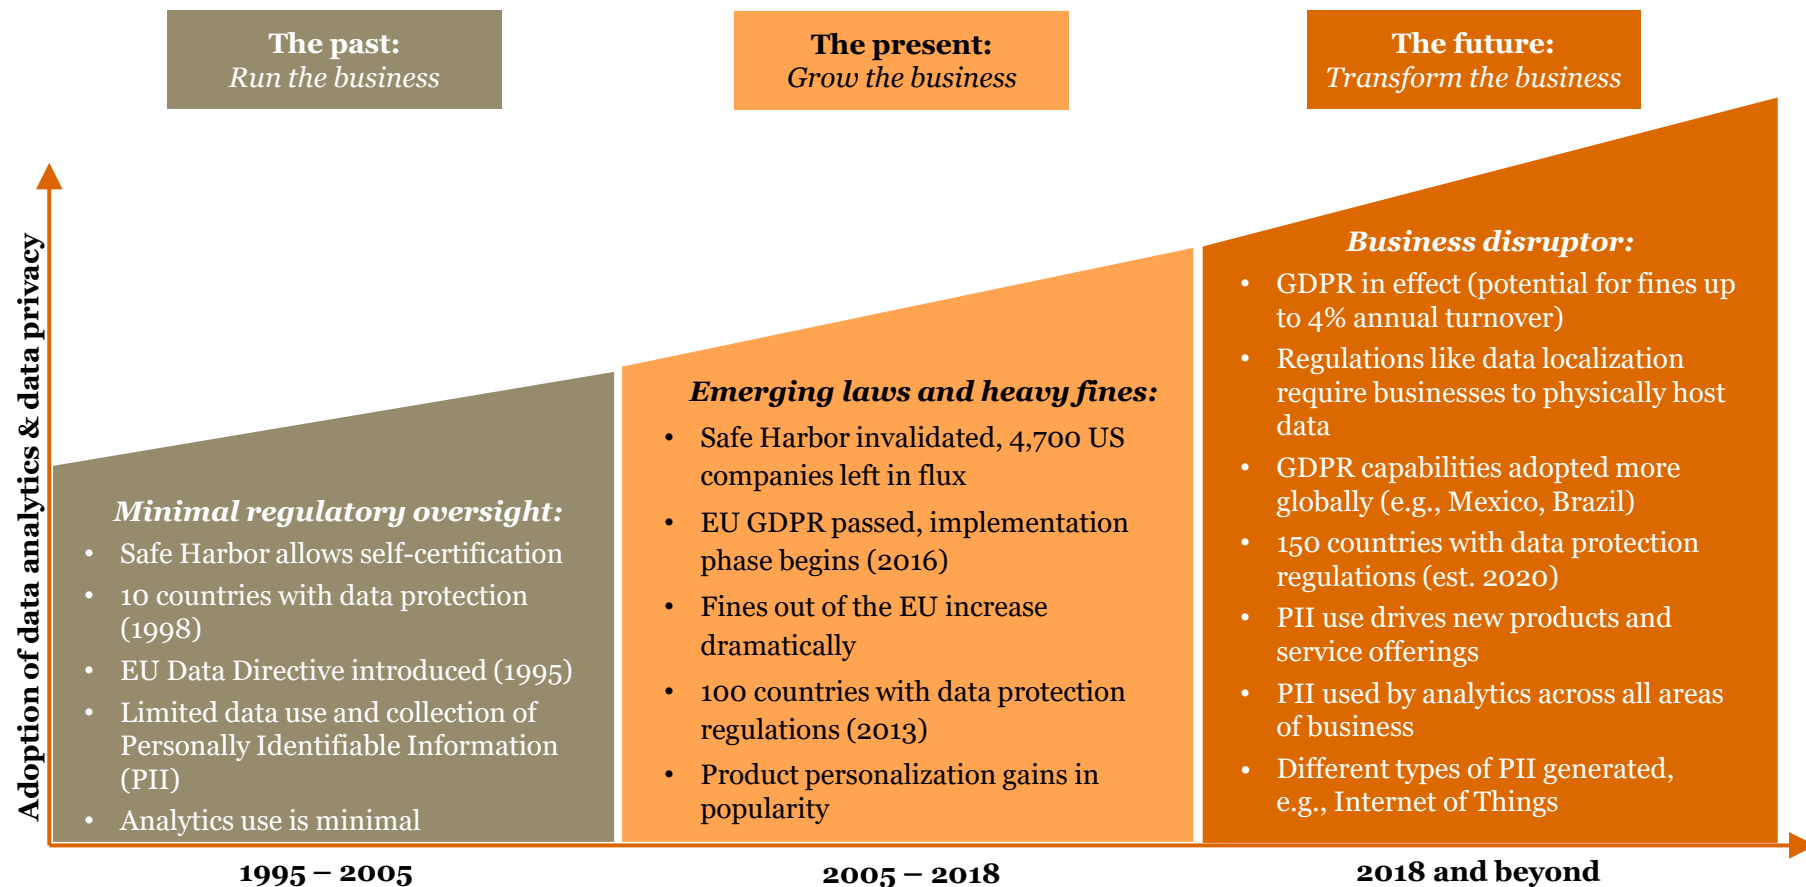 The past:
Run the business
The present:
Grow the business
The future:
Transform the business
Adoption of data analytics & data privacy
Minimal regulatory oversight:
• Safe Harbor allows self-certification
• 10 countries with data protection
(1998)
• EU Data Directive introduced (1995)
• Limited data use and collection of
Personally Identifiable Information
(PII)
• Analytics use is minimal
Emerging laws and heavy fines:
• Safe Harbor invalidated, 4,700 US
companies left in flux
• EU GDPR passed, implementation
phase begins (2016)
• Fines out of the EU increase
dramatically
• 100 countries with data protection
regulations (2013)
• Product personalization gains in
popularity
Business disruptor:
• GDPR in effect (potential for fines up
to 4% annual turnover)
• Regulations like data localization
require businesses to physically host
data
• GDPR capabilities adopted more
globally (e.g., Mexico, Brazil)
• 150 countries with data protection
regulations (est. 2020)
• PII use drives new products and
service offerings
• PII used by analytics across all areas
of business
• Different types of PII generated,
e.g., Internet of Things
1995 – 2005
2005 – 2018
2018 and beyond